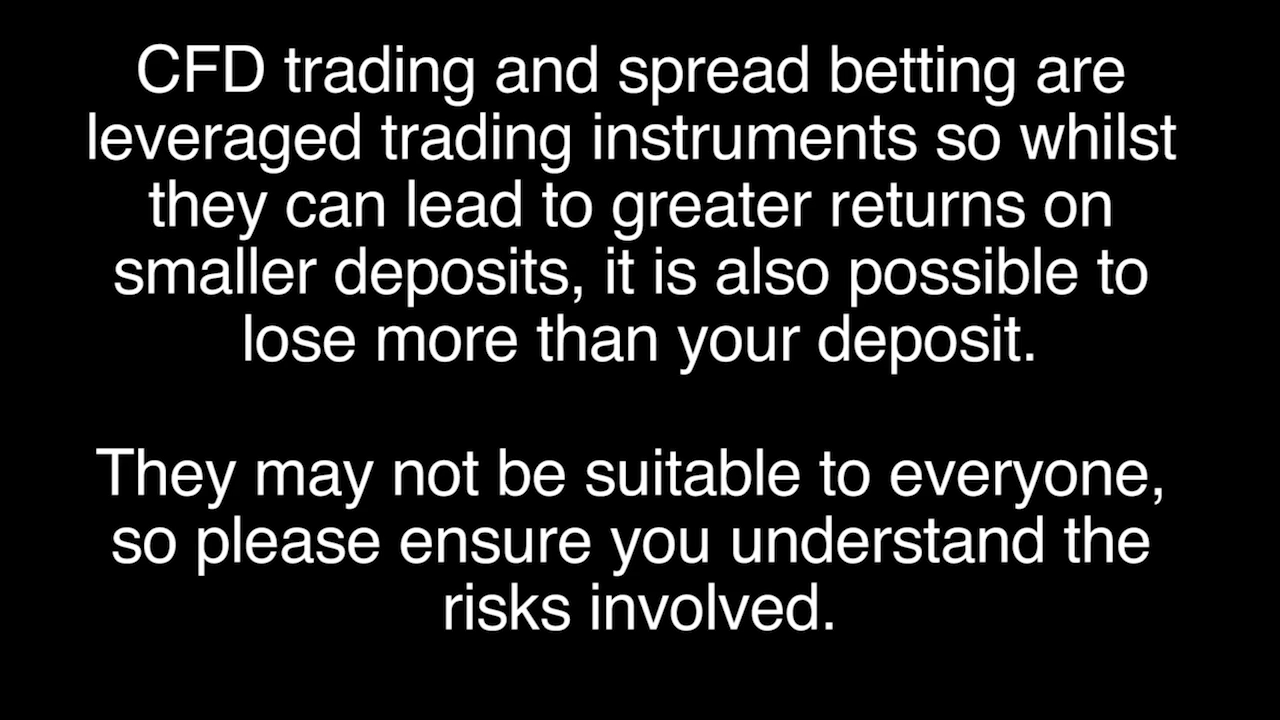 CFD trading and spread betting are
leveraged trading instruments so whilst
they can lead to greater returns on
smaller deposits, it is also possible to
lose more than your deposit.
They may not be suitable to everyone,
so please ensure you understand the
risks involved.